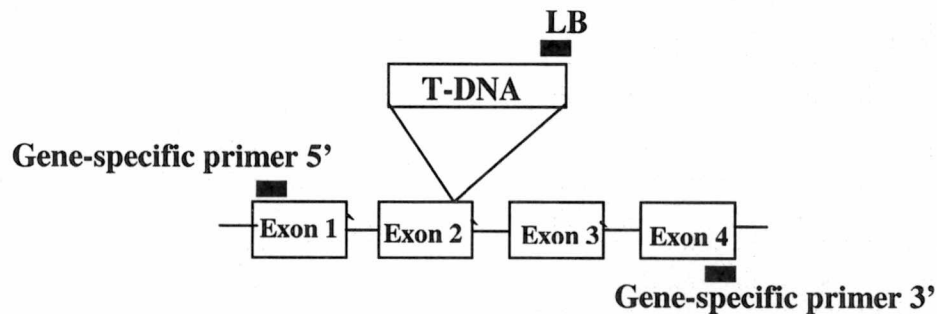 LB
T-DNA
Gene-specific primer 5’
Exon 1 Exon 2 Exon 3 Exon 4
Gene-specific primer 3’